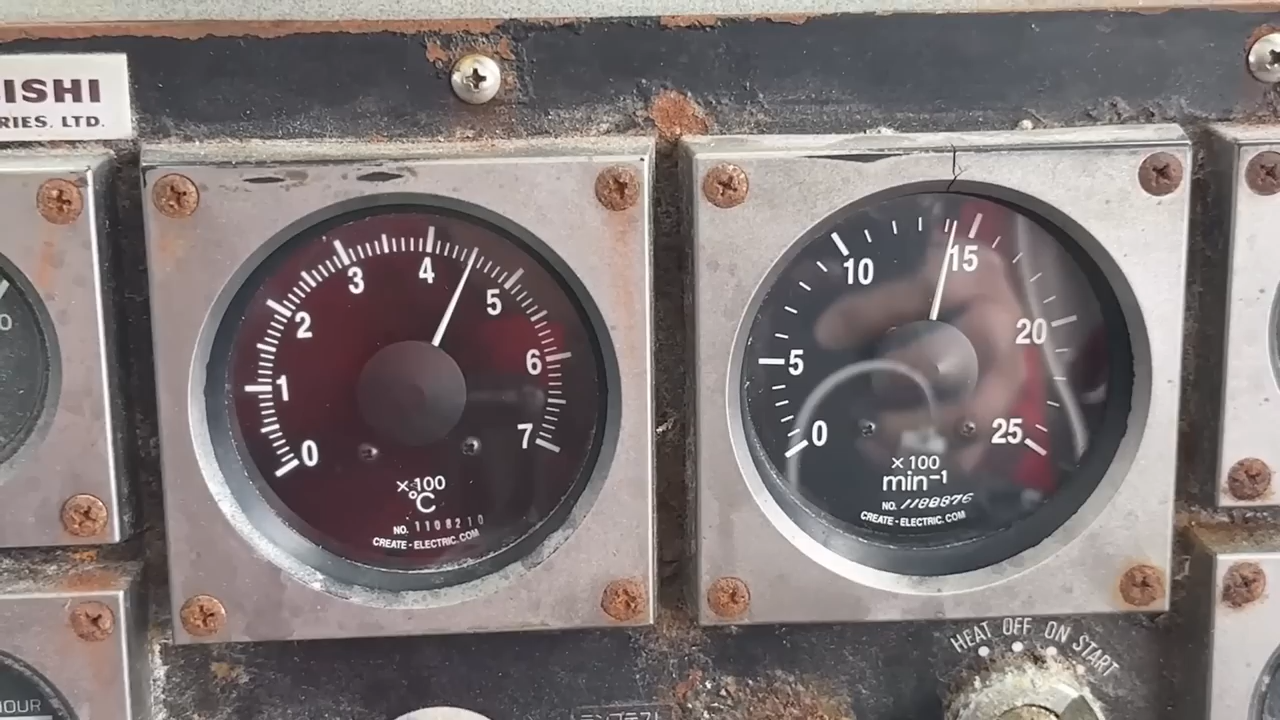 ISHI
RIES. LTD.
0
0
1
2
3
4
5
6
7
×100
℃
NO. 1108210
CREATE-ELECTRIC.COM
0
5
10
15
20
25
×100
min⁻¹
NO. 1188876
CREATE-ELECTRIC.COM
HEAT OFF ON START
HOUR